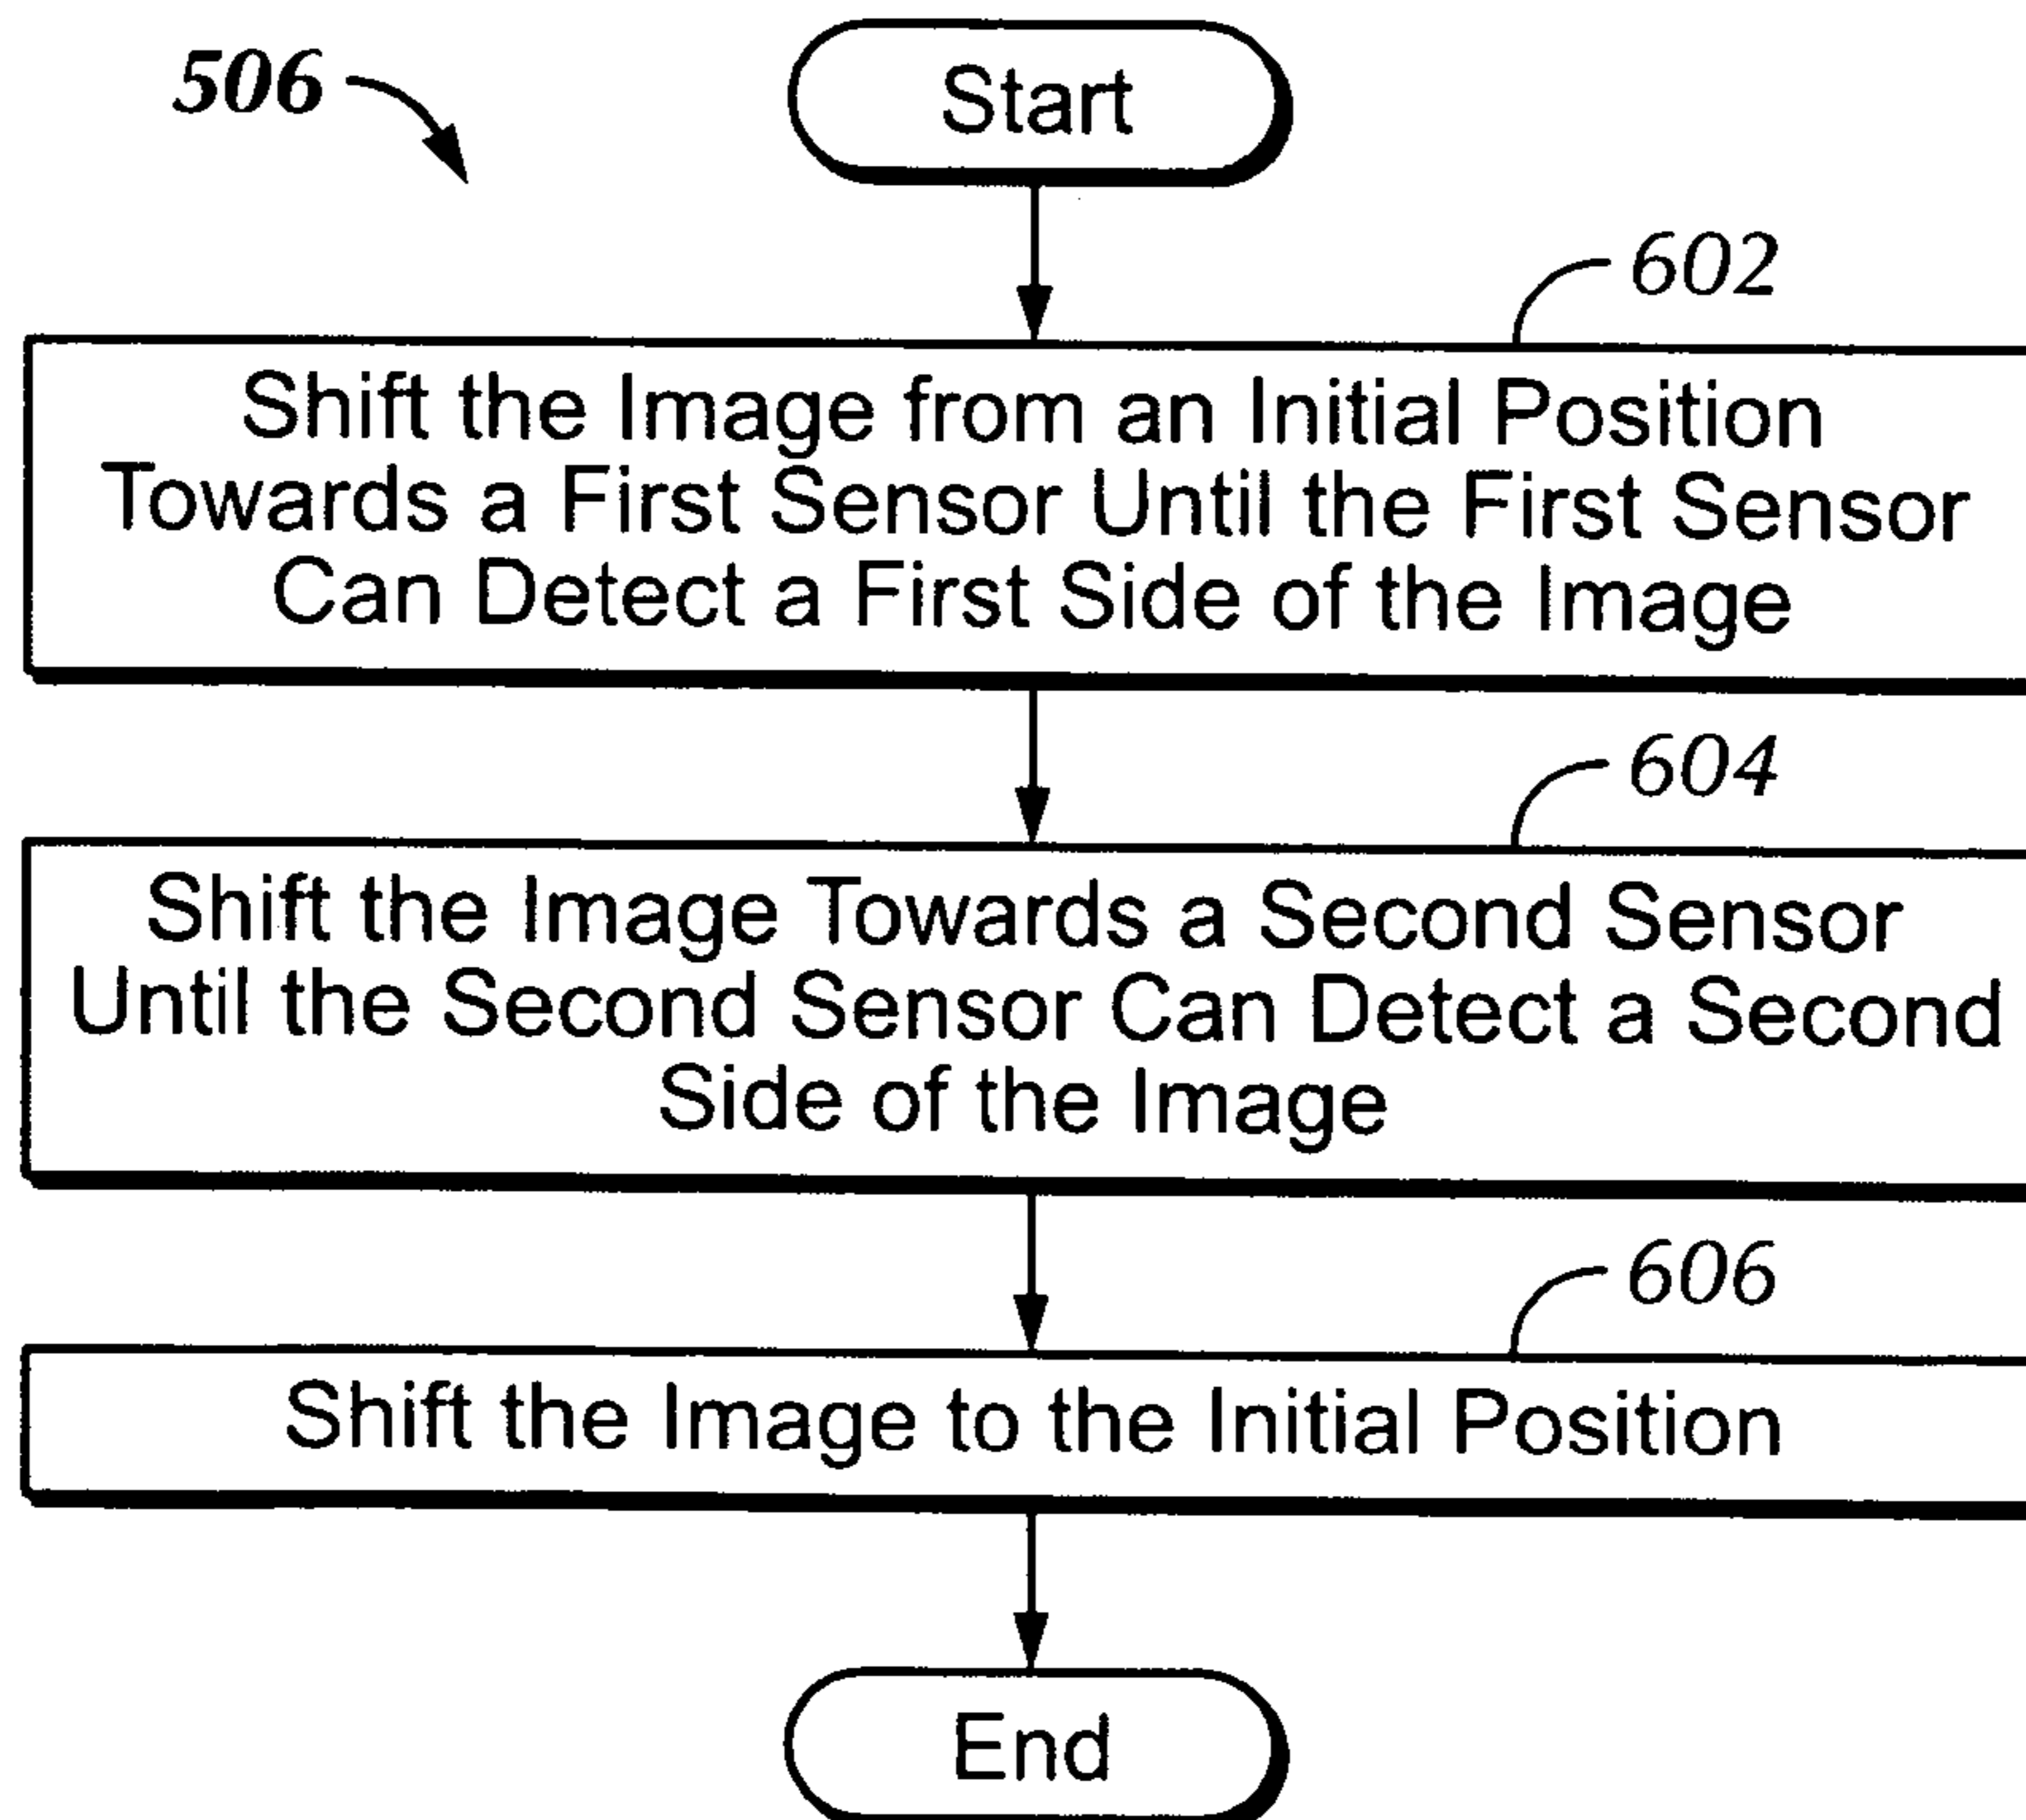 506
Start
602
Shift the Image from an Initial Position
Towards a First Sensor Until the First Sensor
Can Detect a First Side of the Image
604
Shift the Image Towards a Second Sensor
Until the Second Sensor Can Detect a Second
Side of the Image
606
Shift the Image to the Initial Position
End